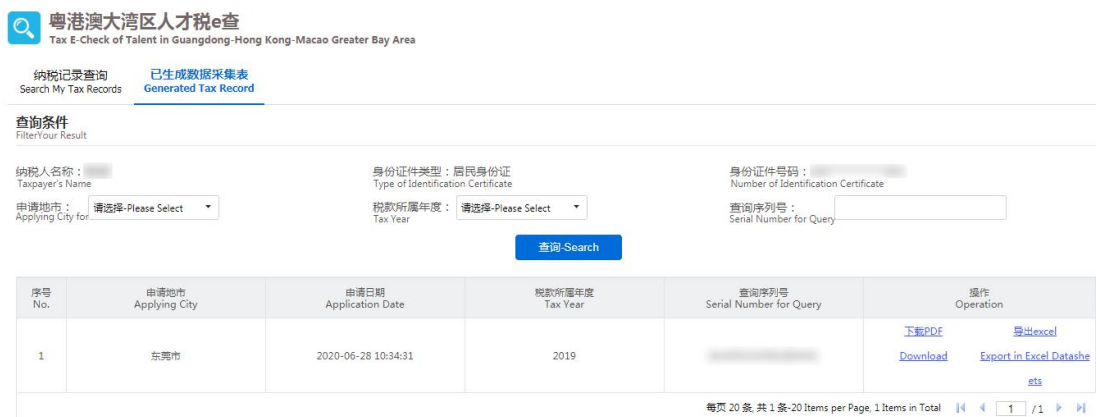 粤港澳大湾区人才税e查
Tax E-Check of Talent in Guangdong-Hong Kong-Macao Greater Bay Area
纳税记录查询 已生成数据采集表
Search My Tax Records Generated Tax Record
查询条件
FilterYour Result
纳税人名称： 身份证件类型：居民身份证 身份证件号码：
Taxpayer's Name Type of Identification Certificate Number of Identification Certificate
申请地市： 请选择-Please Select 税款所属年度： 请选择-Please Select 查询序列号：
Applying City for Tax Year Serial Number for Query
查询-Search
序号 申请地市 申请日期 税款所属年度 查询序列号 操作
No. Applying City Application Date Tax Year Serial Number for Query Operation
下载PDF 导出excel
1 东莞市 2020-06-28 10:34:31 2019 Download Export in Excel Datashe
ets
每页 20 条, 共 1 条-20 Items per Page, 1 Items in Total 1 / 1